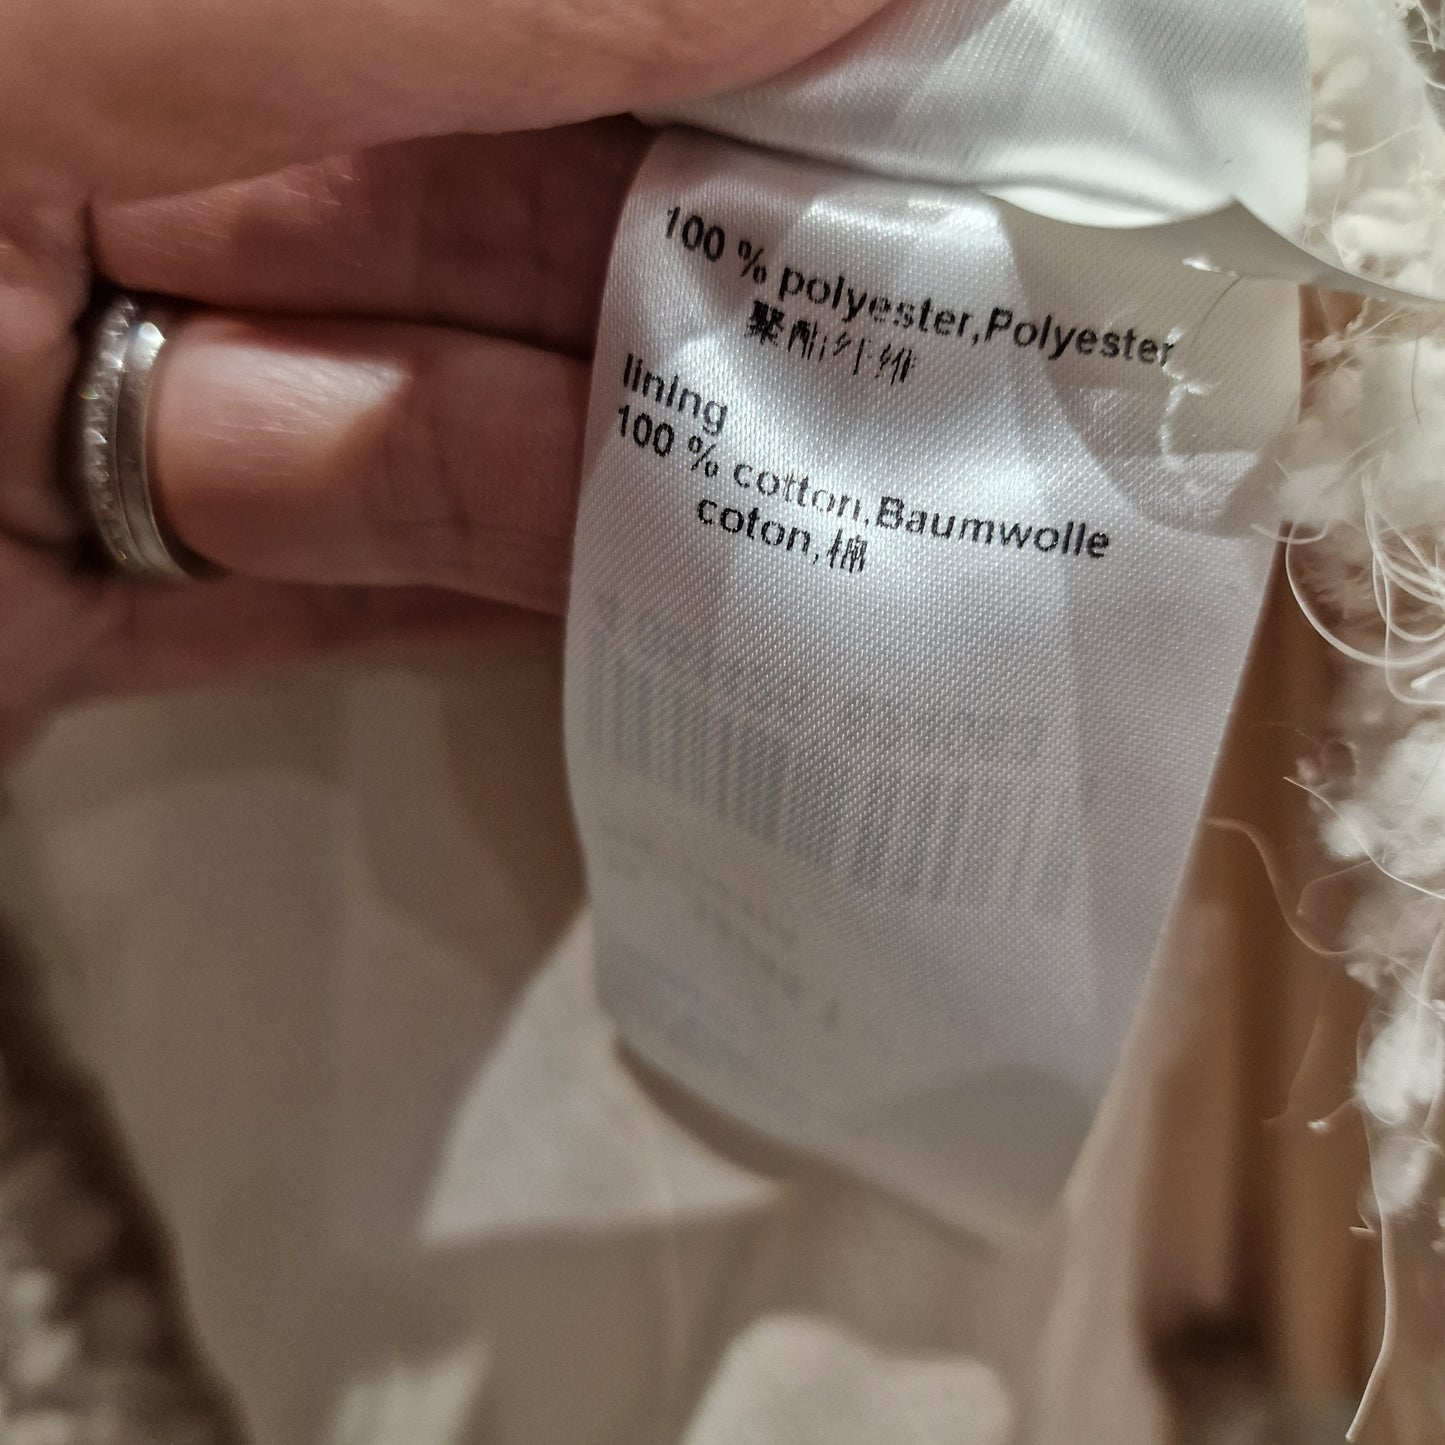 100 % polyester,Polyester
聚酯纤维
lining
100 % cotton,Baumwolle
coton,棉